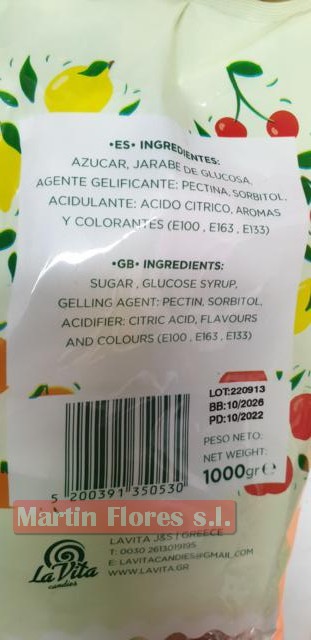 •ES• INGREDIENTES:
AZUCAR, JARABE DE GLUCOSA,
AGENTE GELIFICANTE: PECTINA, SORBITOL,
ACIDULANTE: ACIDO CITRICO, AROMAS
Y COLORANTES (E100 , E163 , E133)
•GB• INGREDIENTS:
SUGAR , GLUCOSE SYRUP,
GELLING AGENT: PECTIN, SORBITOL,
ACIDIFIER: CITRIC ACID, FLAVOURS
AND COLOURS (E100 , E163 , E133)
LOT:220913
BB:10/2026
PD:10/2022
PESO NETO:
NET WEIGHT:
1000gr e
5 200391 350530
Martin Flores s.l.
LAVITA J&S | GREECE
T: 0030 2613019195
E: LAVITACANDIES@GMAIL.COM
WWW.LAVITA.GR
La Vita
candies